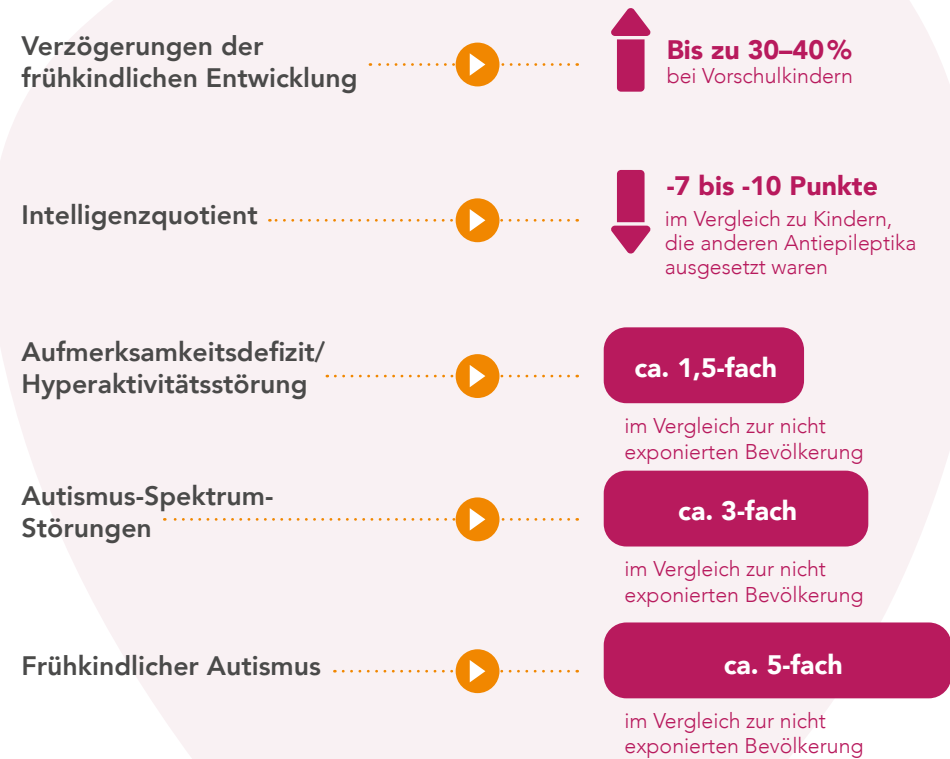 Verzögerungen der
frühkindlichen Entwicklung
Bis zu 30–40%
bei Vorschulkindern
Intelligenzquotient
-7 bis -10 Punkte
im Vergleich zu Kindern,
die anderen Antiepileptika
ausgesetzt waren
Aufmerksamkeitsdefizit/
Hyperaktivitätsstörung
ca. 1,5-fach
im Vergleich zur nicht
exponierten Bevölkerung
Autismus-Spektrum-
Störungen
ca. 3-fach
im Vergleich zur nicht
exponierten Bevölkerung
Frühkindlicher Autismus
ca. 5-fach
im Vergleich zur nicht
exponierten Bevölkerung